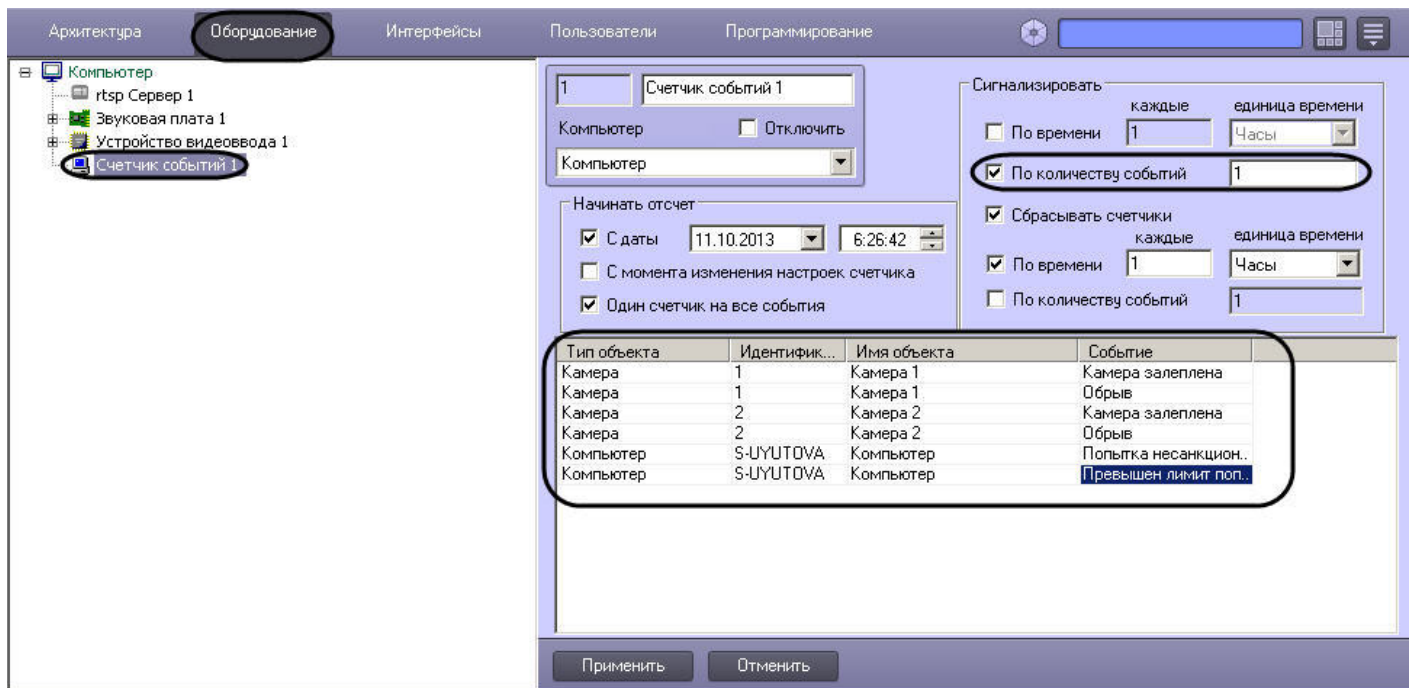 Архитектура Оборудование Интерфейсы Пользователи Программирование
Компьютер
rtsp Сервер 1
Звуковая плата 1
Устройство видеоввода 1
Счетчик событий 1
1 Счетчик событий 1
Компьютер Отключить
Компьютер
Начинать отсчет
С даты 11.10.2013 6:26:42
С момента изменения настроек счетчика
Один счетчик на все события
Сигнализировать
каждые единица времени
По времени 1 Часы
По количеству событий 1
Сбрасывать счетчики
каждые единица времени
По времени 1 Часы
По количеству событий 1
Тип объекта Идентифик... Имя объекта Событие
Камера 1 Камера 1 Камера залеплена
Камера 1 Камера 1 Обрыв
Камера 2 Камера 2 Камера залеплена
Камера 2 Камера 2 Обрыв
Компьютер S-UYUTOVA Компьютер Попытка несанкцион..
Компьютер S-UYUTOVA Компьютер Превышен лимит поп..
Применить Отменить